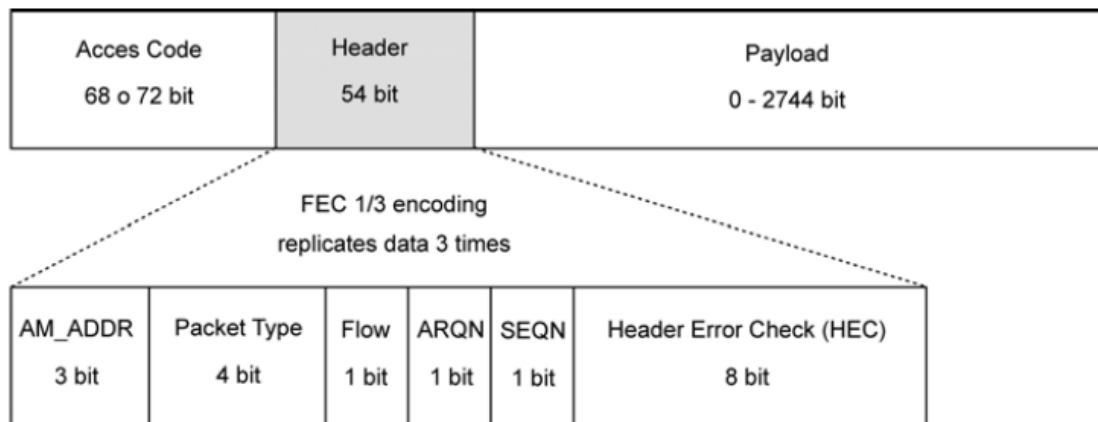 Acces Code
68 o 72 bit
Header
54 bit
Payload
0 - 2744 bit
FEC 1/3 encoding
replicates data 3 times
AM_ADDR
3 bit
Packet Type
4 bit
Flow
1 bit
ARQN
1 bit
SEQN
1 bit
Header Error Check (HEC)
8 bit